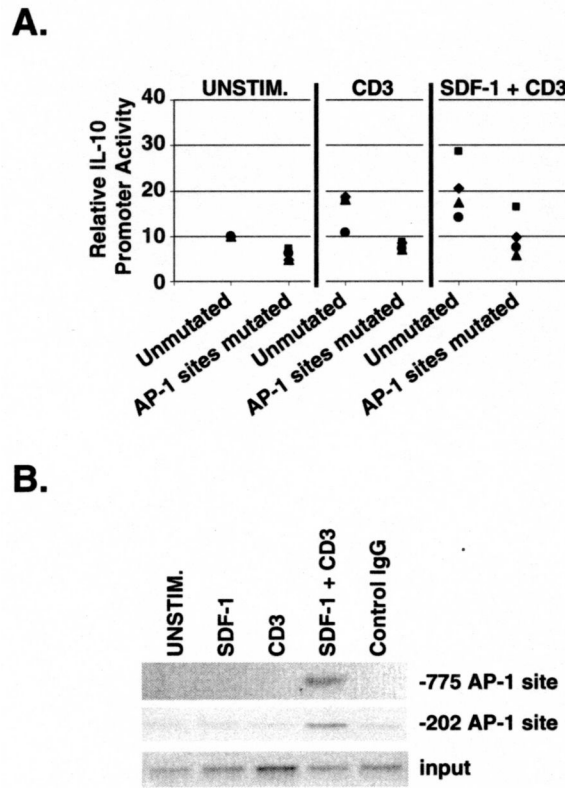 A.
UNSTIM. CD3 SDF-1 + CD3
40
30
20
10
0
Relative IL-10
Promoter Activity
Unmutated
AP-1 sites mutated
Unmutated
AP-1 sites mutated
Unmutated
AP-1 sites mutated
B.
UNSTIM.
SDF-1
CD3
SDF-1 + CD3
Control IgG
-775 AP-1 site
-202 AP-1 site
input